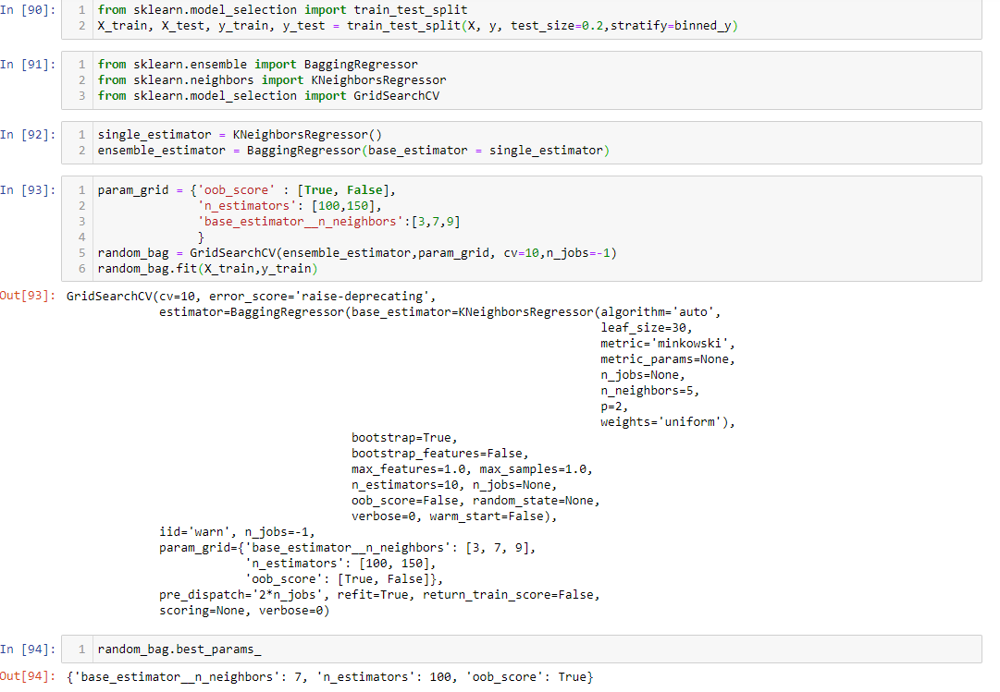 In [90]: 1 from sklearn.model_selection import train_test_split
2 X_train, X_test, y_train, y_test = train_test_split(X, y, test_size=0.2,stratify=binned_y)
In [91]: 1 from sklearn.ensemble import BaggingRegressor
2 from sklearn.neighbors import KNeighborsRegressor
3 from sklearn.model_selection import GridSearchCV
In [92]: 1 single_estimator = KNeighborsRegressor()
2 ensemble_estimator = BaggingRegressor(base_estimator = single_estimator)
In [93]: 1 param_grid = {'oob_score' : [True, False],
2 'n_estimators': [100,150],
3 'base_estimator__n_neighbors':[3,7,9]
4 }
5 random_bag = GridSearchCV(ensemble_estimator,param_grid, cv=10,n_jobs=-1)
6 random_bag.fit(X_train,y_train)
Out[93]: GridSearchCV(cv=10, error_score='raise-deprecating',
estimator=BaggingRegressor(base_estimator=KNeighborsRegressor(algorithm='auto',
leaf_size=30,
metric='minkowski',
metric_params=None,
n_jobs=None,
n_neighbors=5,
p=2,
weights='uniform'),
bootstrap=True,
bootstrap_features=False,
max_features=1.0, max_samples=1.0,
n_estimators=10, n_jobs=None,
oob_score=False, random_state=None,
verbose=0, warm_start=False),
iid='warn', n_jobs=-1,
param_grid={'base_estimator__n_neighbors': [3, 7, 9],
'n_estimators': [100, 150],
'oob_score': [True, False]},
pre_dispatch='2*n_jobs', refit=True, return_train_score=False,
scoring=None, verbose=0)
In [94]: 1 random_bag.best_params_
Out[94]: {'base_estimator__n_neighbors': 7, 'n_estimators': 100, 'oob_score': True}